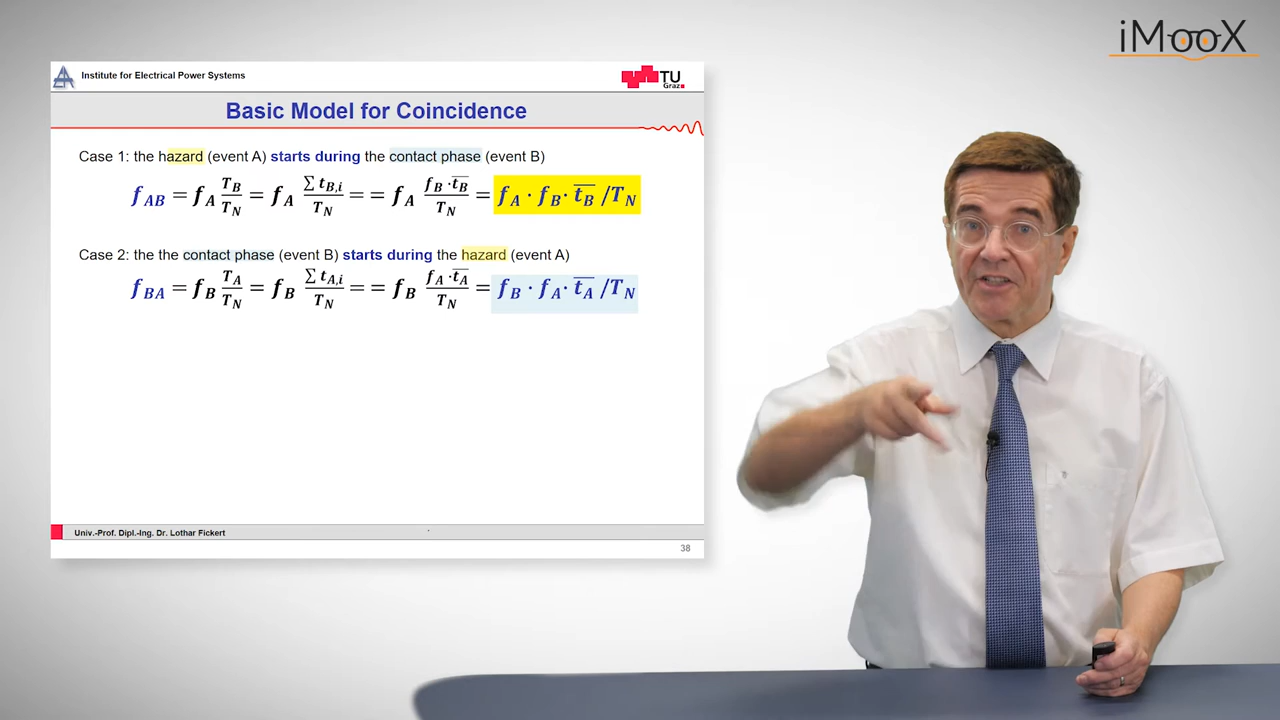 iMooX
Institute for Electrical Power Systems
TU
Graz
Basic Model for Coincidence
Case 1: the hazard (event A) starts during the contact phase (event B)
f_AB = f_A T_B/T_N = f_A ∑ t_B,i/T_N = = f_A f_B · t̅_B/T_N = f_A · f_B · t̅_B /T_N
Case 2: the the contact phase (event B) starts during the hazard (event A)
f_BA = f_B T_A/T_N = f_B ∑ t_A,i/T_N = = f_B f_A · t̅_A/T_N = f_B · f_A · t̅_A /T_N
Univ.-Prof. Dipl.-Ing. Dr. Lothar Fickert
38